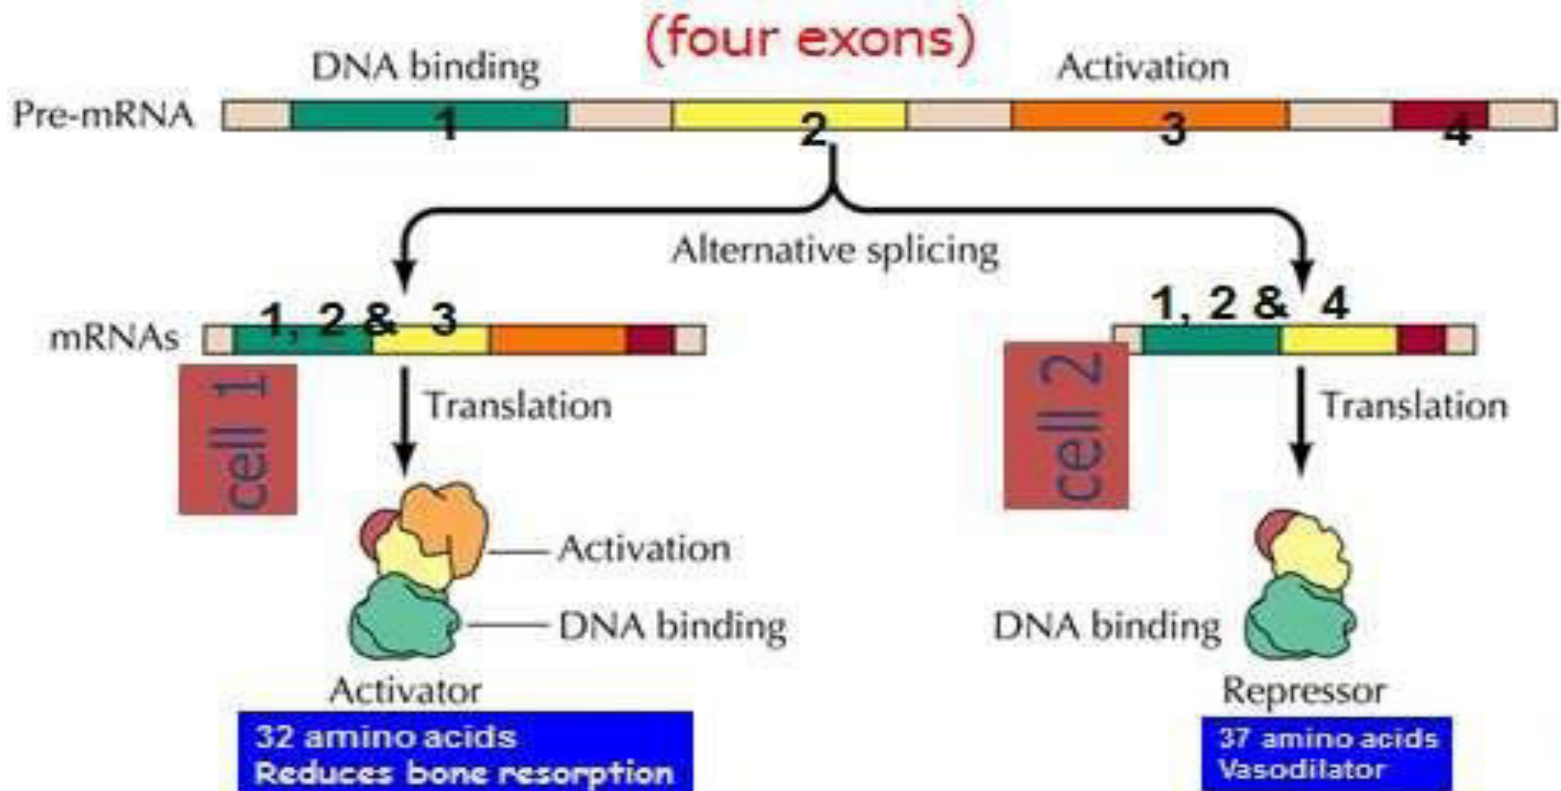 (four exons)
DNA binding
Activation
Pre-mRNA
1
2
3
4
Alternative splicing
1, 2 & 3
1, 2 & 4
mRNAs
cell 1
Translation
cell 2
Translation
Activation
DNA binding
DNA binding
Activator
Repressor
32 amino acids
Reduces bone resorption
37 amino acids
Vasodilator